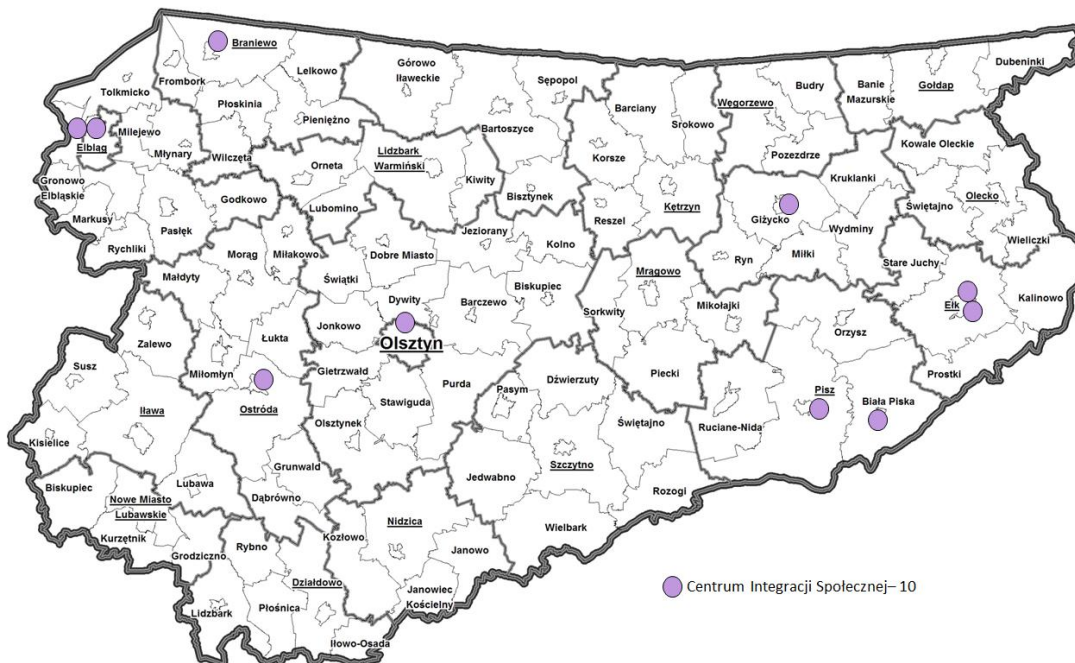 Braniewo
Lelkowo
Górowo
Iławeckie
Sępopol
Dubeninki
Frombork
Tolkmicko
Płoskinia
Pieniężno
Bartoszyce
Barciany
Srokowo
Węgorzewo
Budry
Banie
Mazurskie
Gołdap
Elbląg
Milejewo
Młynary
Wilczęta
Orneta
Lidzbark
Warmiński
Kiwity
Bisztynek
Korsze
Pozezdrze
Kowale Oleckie
Kruklanki
Gronowo
Elbląskie
Markusy
Pasłęk
Godkowo
Lubomino
Reszel
Kętrzyn
Giżycko
Wydminy
Świętajno
Olecko
Rychliki
Morąg
Miłakowo
Dobre Miasto
Jeziorany
Kolno
Ryn
Miłki
Wieliczki
Stare Juchy
Małdyty
Świątki
Dywity
Barczewo
Biskupiec
Mrągowo
Sorkwity
Mikołajki
Ełk
Kalinowo
Zalewo
Łukta
Jonkowo
Olsztyn
Orzysz
Susz
Miłomłyn
Gietrzwałd
Purda
Pasym
Dźwierzuty
Piecki
Prostki
Iława
Ostróda
Stawiguda
Olsztynek
Świętajno
Ruciane-Nida
Pisz
Biała Piska
Kisielice
Grunwald
Lubawa
Dąbrówno
Jedwabno
Szczytno
Rozogi
Biskupiec
Nowe Miasto
Lubawskie
Kurzętnik
Grodziczno
Rybno
Kozłowo
Nidzica
Janowo
Wielbark
Działdowo
Janowiec
Kościelny
Lidzbark
Płośnica
Iłowo-Osada
Centrum Integracji Społecznej– 10